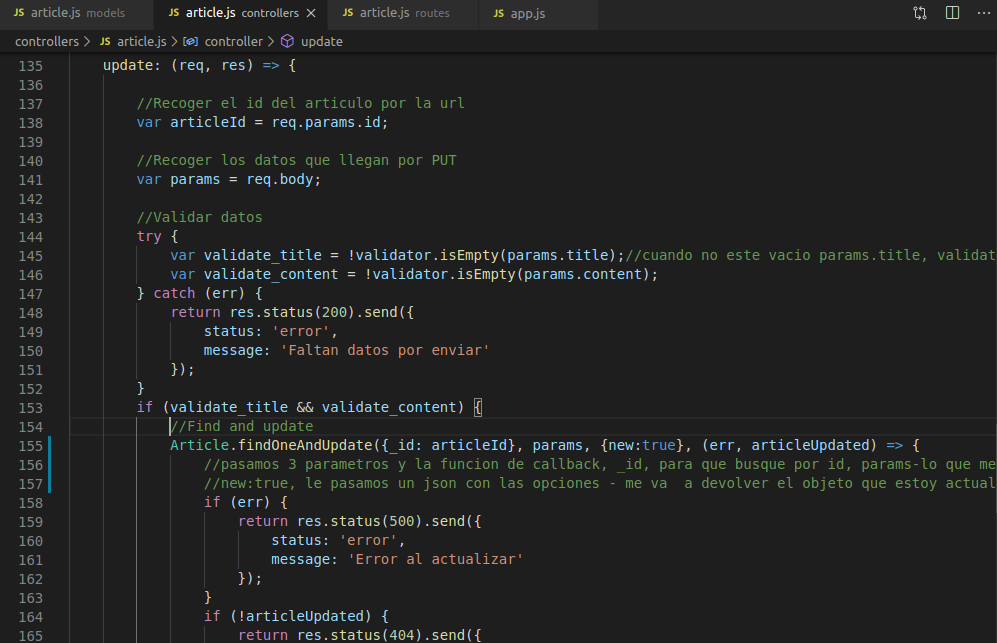 JS article.js models JS article.js controllers × JS article.js routes JS app.js ...
controllers > JS article.js > controller > update
135 update: (req, res) => {
136
137 //Recoger el id del articulo por la url
138 var articleId = req.params.id;
139
140 //Recoger los datos que llegan por PUT
141 var params = req.body;
142
143 //Validar datos
144 try {
145 var validate_title = !validator.isEmpty(params.title);//cuando no este vacio params.title, validat
146 var validate_content = !validator.isEmpty(params.content);
147 } catch (err) {
148 return res.status(200).send({
149 status: 'error',
150 message: 'Faltan datos por enviar'
151 });
152 }
153 if (validate_title && validate_content) {
154 //Find and update
155 Article.findOneAndUpdate({_id: articleId}, params, {new:true}, (err, articleUpdated) => {
156 //pasamos 3 parametros y la funcion de callback, _id, para que busque por id, params-lo que me
157 //new:true, le pasamos un json con las opciones - me va  a devolver el objeto que estoy actual
158 if (err) {
159 return res.status(500).send({
160 status: 'error',
161 message: 'Error al actualizar'
162 });
163 }
164 if (!articleUpdated) {
165 return res.status(404).send({